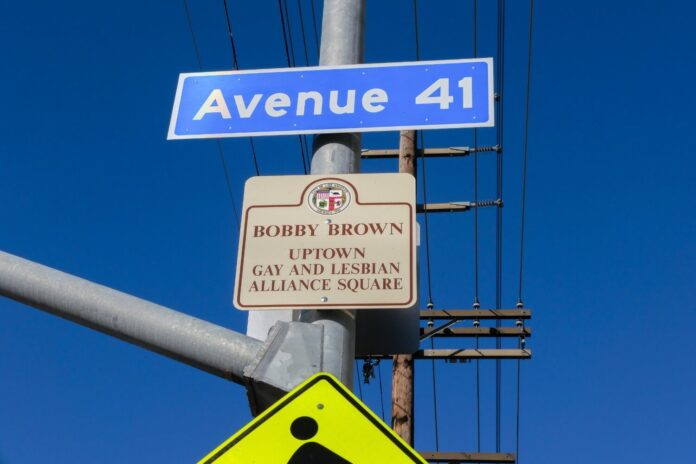 Avenue 41
BOBBY BROWN
UPTOWN
GAY AND LESBIAN
ALLIANCE SQUARE